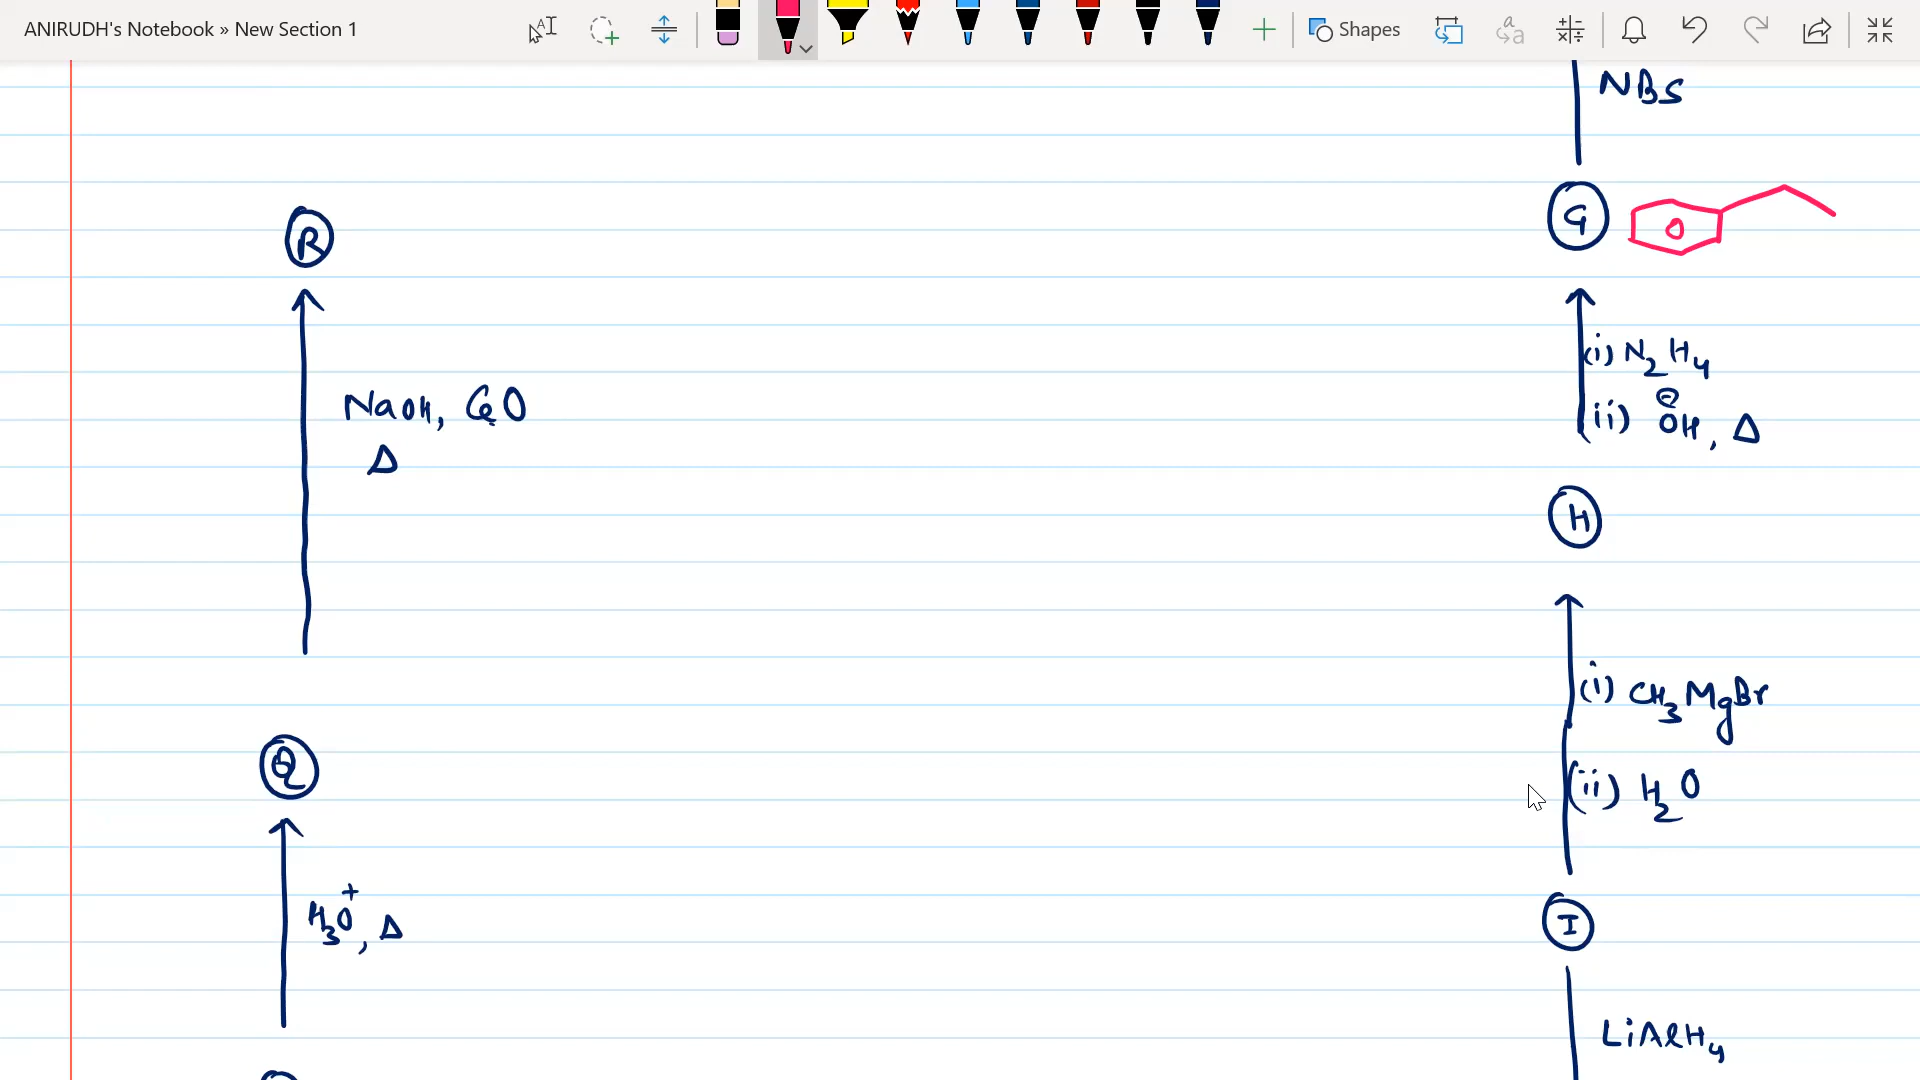 ANIRUDH's Notebook » New Section 1
Shapes
NBS
R
G
(i) N2H4
NaOH, CaO
(ii) OH⊖, Δ
Δ
H
(i) CH3MgBr
Q
(ii) H2O
H3O+, Δ
I
LiAlH4